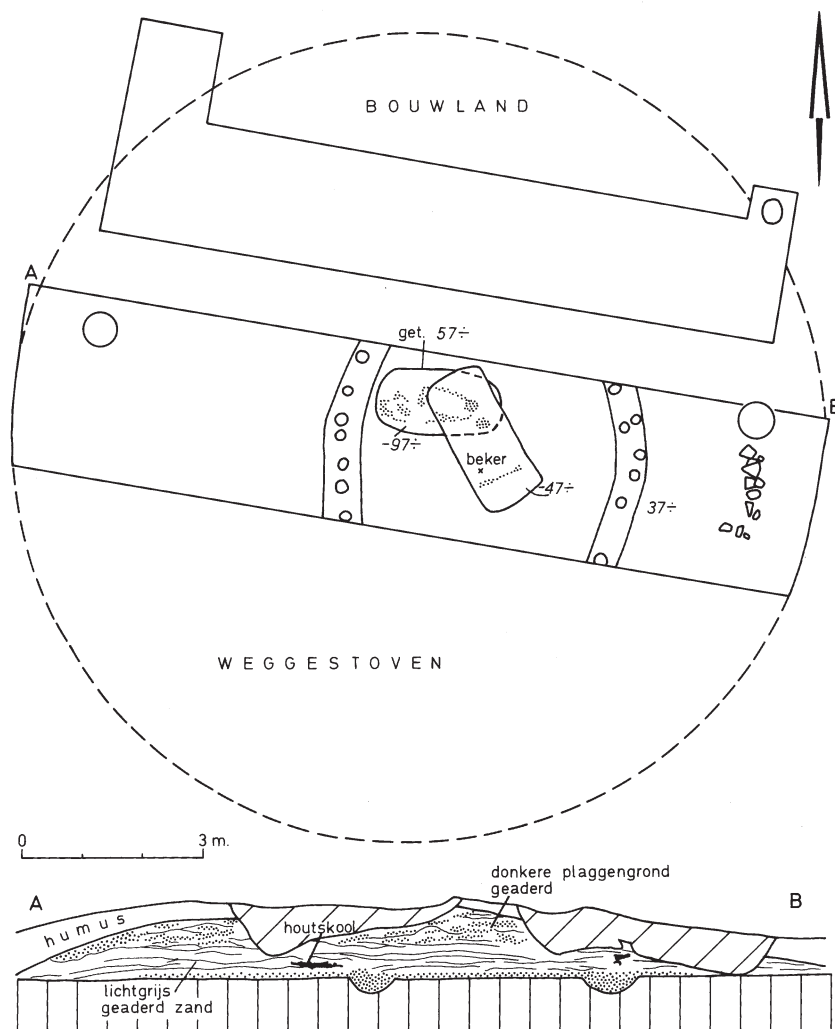 BOUWLAND
A
get. 57÷
B
-97÷
beker
-47÷
37÷
WEGGESTOVEN
0 3 m.
donkere plaggengrond
geaderd
A
B
humus
houtskool
lichtgrijs
geaderd zand